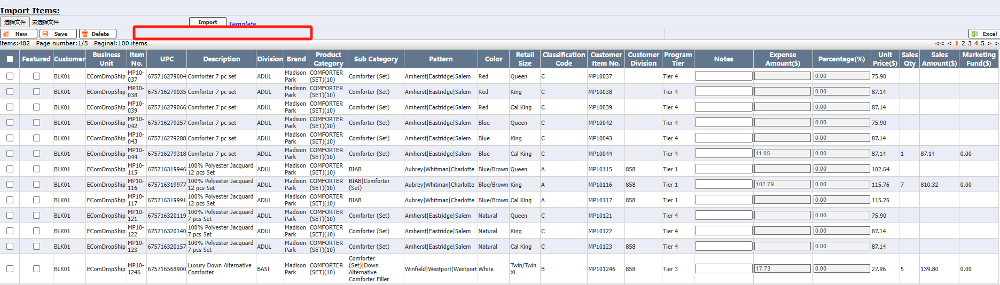 Import Items:
选择文件 未选择文件 Import Template
New Save Delete Excel
Items:482 Page number:1/5 Paginal:100 items << < 1 2 3 4 5 > >
Featured Customer Business Unit Item No. UPC Description Division Brand Product Category Sub Category Pattern Color Retail Size Classification Code Customer Item No. Customer Division Program Tier Notes Expense Amount($) Percentage(%) Unit Price($) Sales Qty Sales Amount($) Marketing Fund($)
BLK01 EComDropShip MP10-037 675716279004 Comforter 7 pc set ADUL Madison Park COMFORTER (SET)(10) Comforter (Set) Amherst|Eastridge|Salem Red Queen C MP10037 Tier 4 0.00 75.90
BLK01 EComDropShip MP10-038 675716279035 Comforter 7 pc set ADUL Madison Park COMFORTER (SET)(10) Comforter (Set) Amherst|Eastridge|Salem Red King C MP10038 Tier 4 0.00 87.14
BLK01 EComDropShip MP10-039 675716279066 Comforter 7 pc set ADUL Madison Park COMFORTER (SET)(10) Comforter (Set) Amherst|Eastridge|Salem Red Cal King C MP10039 Tier 4 0.00 87.14
BLK01 EComDropShip MP10-042 675716279257 Comforter 7 pc set ADUL Madison Park COMFORTER (SET)(10) Comforter (Set) Amherst|Eastridge|Salem Blue Queen C MP10042 Tier 4 0.00 75.90
BLK01 EComDropShip MP10-043 675716279288 Comforter 7 pc set ADUL Madison Park COMFORTER (SET)(10) Comforter (Set) Amherst|Eastridge|Salem Blue King C MP10043 Tier 4 0.00 87.14
BLK01 EComDropShip MP10-044 675716279318 Comforter 7 pc set ADUL Madison Park COMFORTER (SET)(10) Comforter (Set) Amherst|Eastridge|Salem Blue Cal King C MP10044 Tier 4 11.05 0.00 87.14 1 87.14 0.00
BLK01 EComDropShip MP10-115 675716319946 100% Polyester Jacquard 12 pcs Set ADUL Madison Park COMFORTER (SET)(10) BIAB Aubrey|Whitman|Charlotte Blue/Brown Queen A MP10115 858 Tier 1 0.00 102.64
BLK01 EComDropShip MP10-116 675716319977 100% Polyester Jacquard 12 pcs Set ADUL Madison Park COMFORTER (SET)(10) BIAB|Comforter (Set) Aubrey|Whitman|Charlotte Blue/Brown King A MP10116 858 Tier 1 102.79 0.00 115.76 7 810.32 0.00
BLK01 EComDropShip MP10-117 675716319991 100% Polyester Jacquard 12 pcs Set ADUL Madison Park COMFORTER (SET)(10) BIAB Aubrey|Whitman|Charlotte Blue/Brown Cal King A MP10117 858 Tier 1 0.00 115.76
BLK01 EComDropShip MP10-121 675716320119 100% Polyester Jacquard 7 pcs Set ADUL Madison Park COMFORTER (SET)(10) Comforter (Set) Amherst|Eastridge|Salem Natural Queen C MP10121 Tier 4 0.00 75.90
BLK01 EComDropShip MP10-122 675716320140 100% Polyester Jacquard 7 pcs Set ADUL Madison Park COMFORTER (SET)(10) Comforter (Set) Amherst|Eastridge|Salem Natural King C MP10122 Tier 4 0.00 87.14
BLK01 EComDropShip MP10-123 675716320157 100% Polyester Jacquard 7 pcs Set ADUL Madison Park COMFORTER (SET)(10) Comforter (Set) Amherst|Eastridge|Salem Natural Cal King C MP10123 858 Tier 4 0.00 87.14
BLK01 EComDropShip MP10-1246 675716568900 Luxury Down Alternative Comforter BASI Madison Park COMFORTER (SET)(10) Comforter (Set)|Down Alternative Comforter Filler Winfield|Westport|Westport White Twin/Twin XL B MP101246 858 Tier 3 17.73 0.00 27.96 5 139.80 0.00